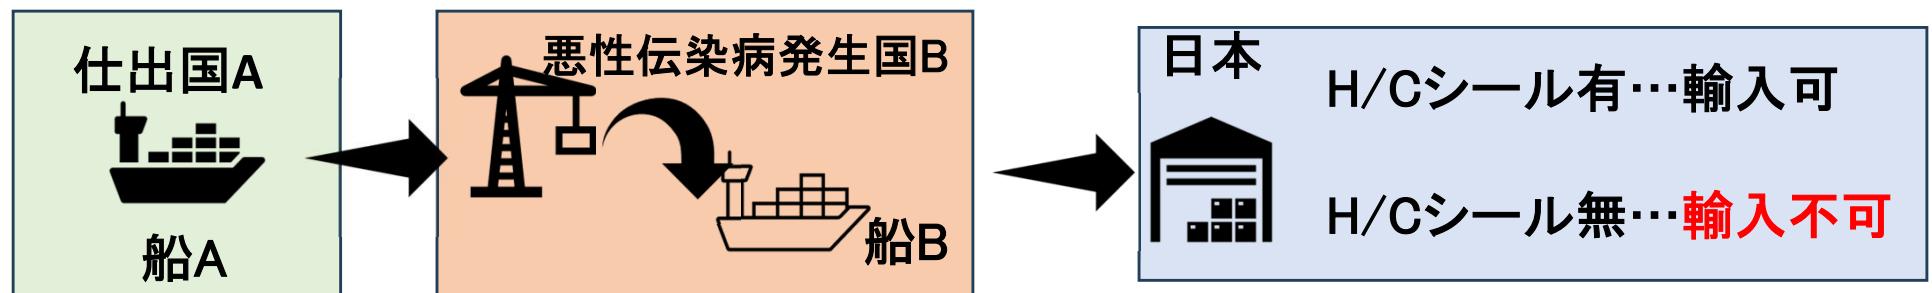 仕出国A
船A
悪性伝染病発生国B
船B
日本
H/Cシール有…輸入可
H/Cシール無…輸入不可